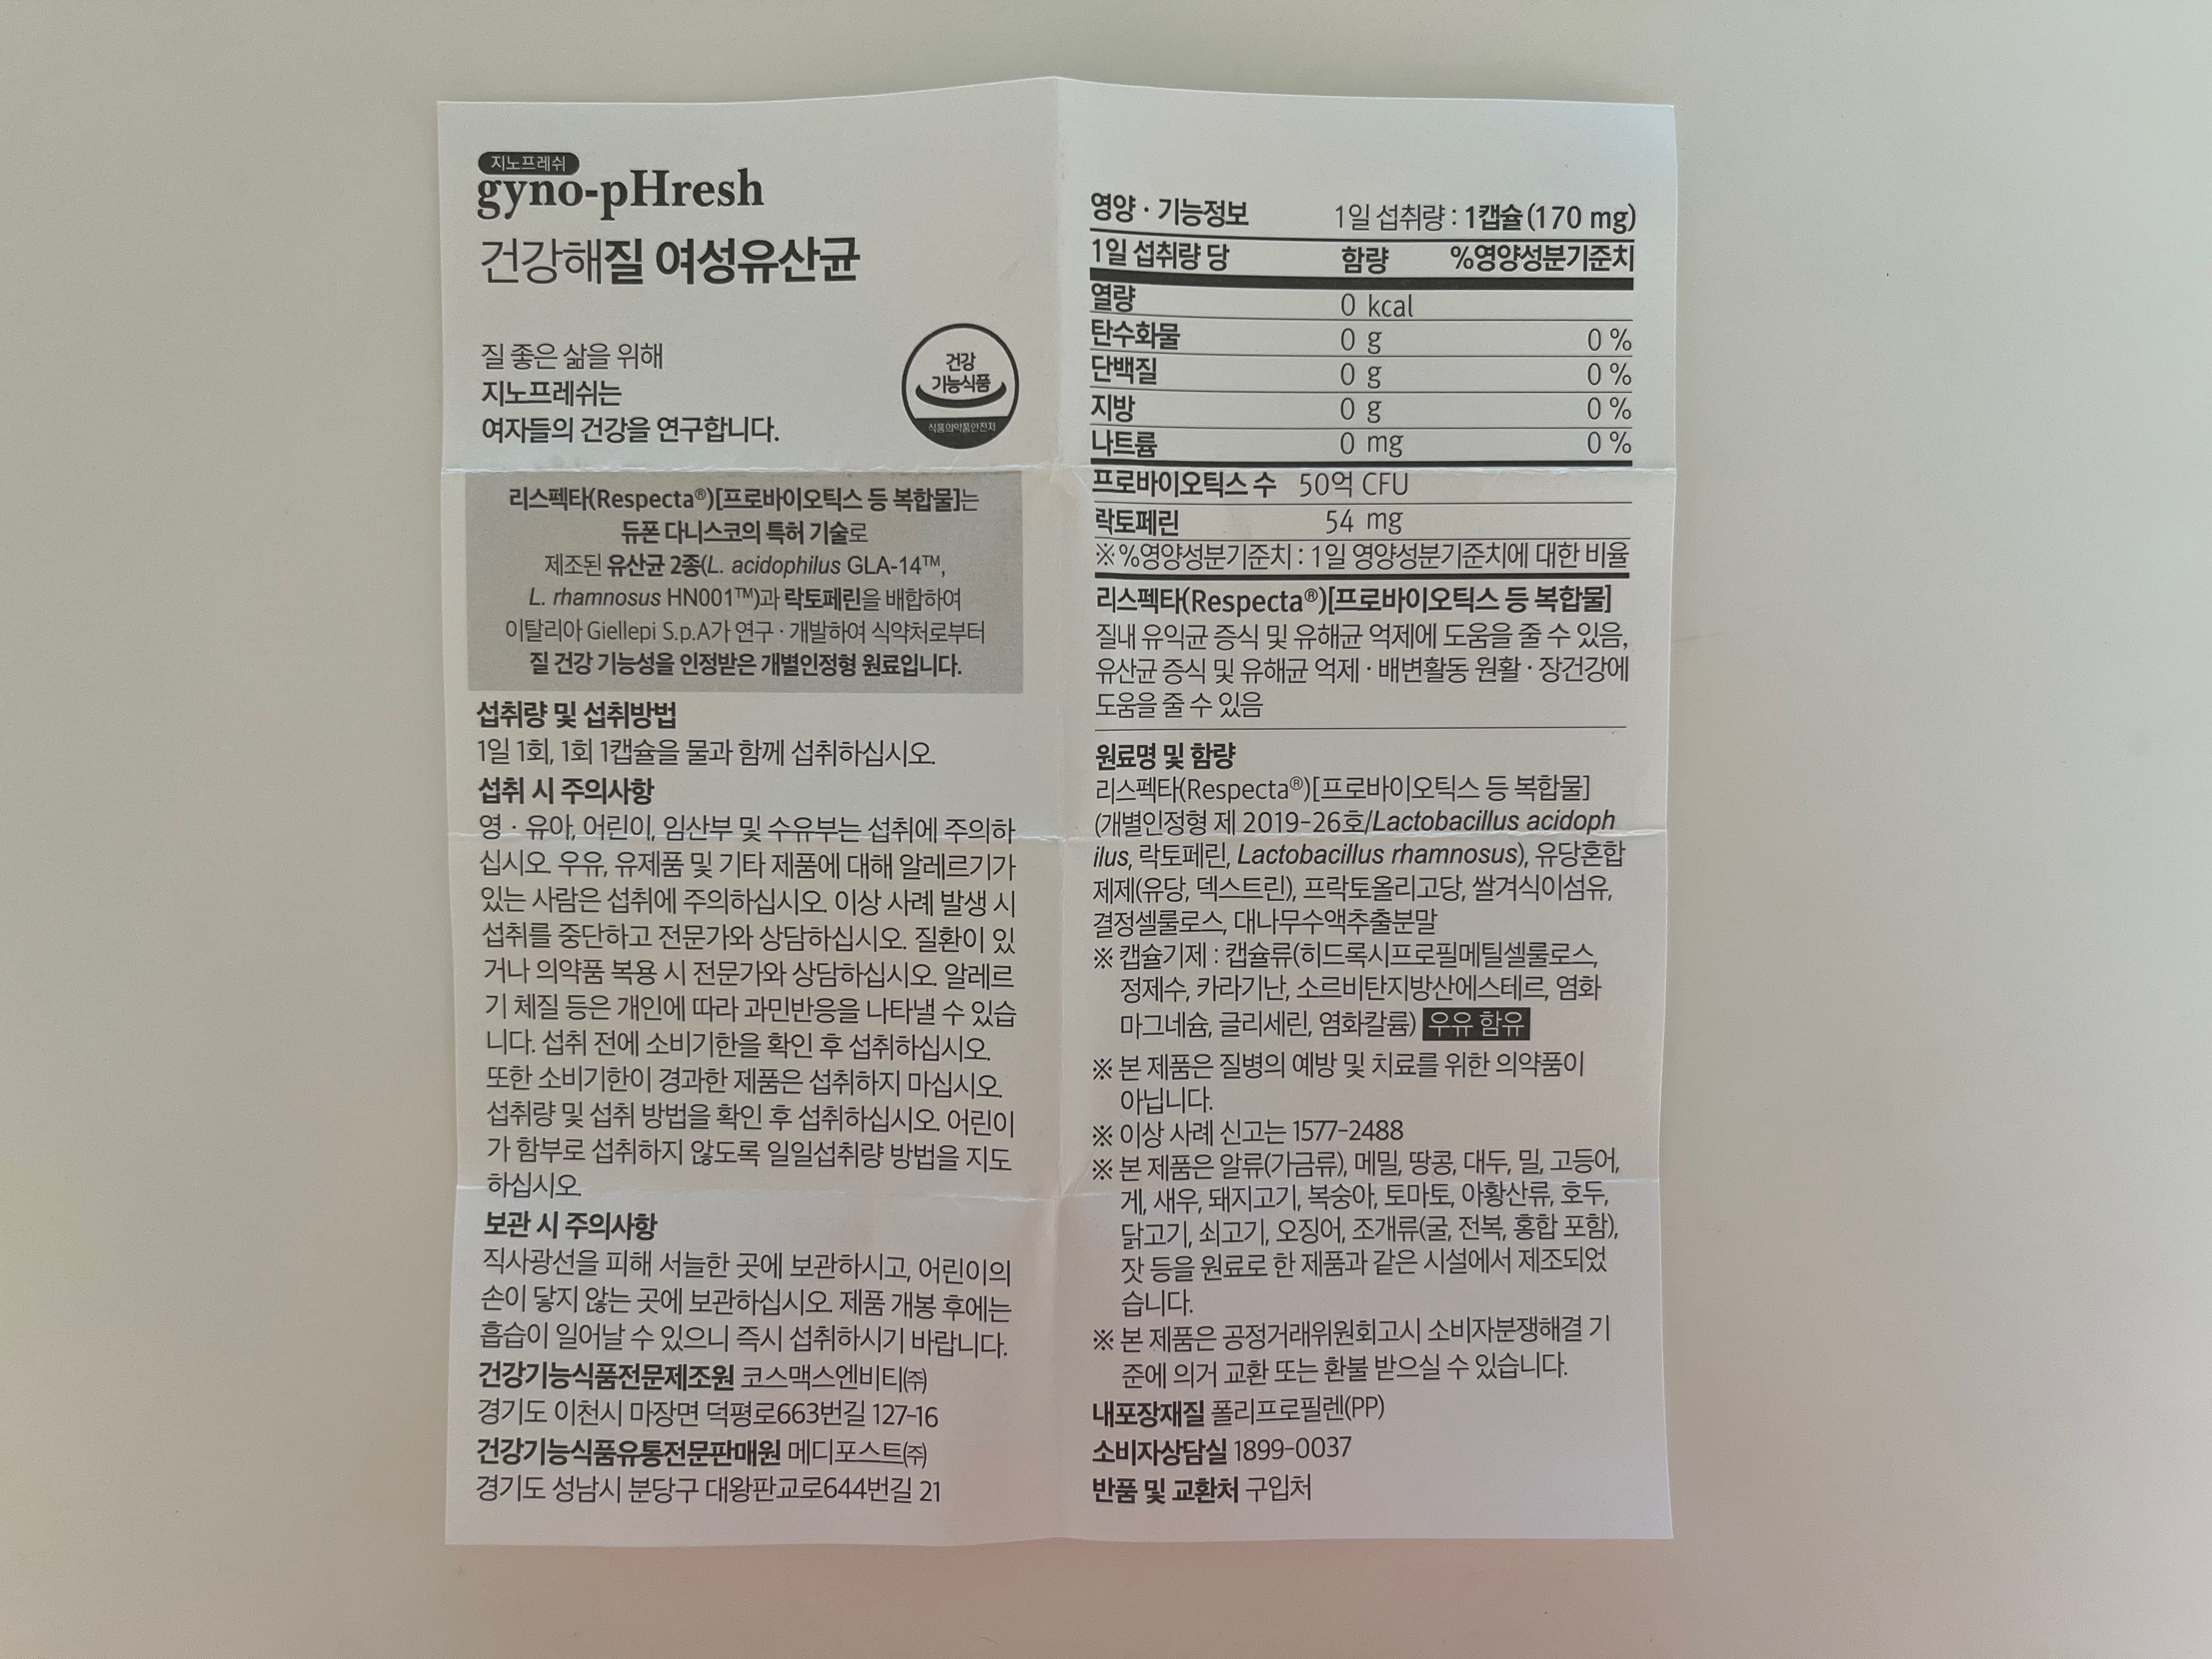 지노프레쉬
gyno-pHresh
건강해질 여성유산균
질 좋은 삶을 위해
지노프레쉬는
여자들의 건강을 연구합니다.
건강
기능식품
식품의약품안전처
리스펙타(Respecta®)[프로바이오틱스 등 복합물]는
듀폰 다니스코의 특허 기술로
제조된 유산균 2종(L. acidophilus GLA-14™,
L. rhamnosus HN001™)과 락토페린을 배합하여
이탈리아 Giellepi S.p.A가 연구·개발하여 식약처로부터
질 건강 기능성을 인정받은 개별인정형 원료입니다.
섭취량 및 섭취방법
1일 1회, 1회 1캡슐을 물과 함께 섭취하십시오.
섭취 시 주의사항
영·유아, 어린이, 임산부 및 수유부는 섭취에 주의하
십시오. 우유, 유제품 및 기타 제품에 대해 알레르기가
있는 사람은 섭취에 주의하십시오. 이상 사례 발생 시
섭취를 중단하고 전문가와 상담하십시오. 질환이 있
거나 의약품 복용 시 전문가와 상담하십시오. 알레르
기 체질 등은 개인에 따라 과민반응을 나타낼 수 있습
니다. 섭취 전에 소비기한을 확인 후 섭취하십시오.
또한 소비기한이 경과한 제품은 섭취하지 마십시오.
섭취량 및 섭취 방법을 확인 후 섭취하십시오. 어린이
가 함부로 섭취하지 않도록 일일섭취량 방법을 지도
하십시오.
보관 시 주의사항
직사광선을 피해 서늘한 곳에 보관하시고, 어린이의
손이 닿지 않는 곳에 보관하십시오. 제품 개봉 후에는
흡습이 일어날 수 있으니 즉시 섭취하시기 바랍니다.
건강기능식품전문제조원 코스맥스엔비티㈜
경기도 이천시 마장면 덕평로663번길 127-16
건강기능식품유통전문판매원 메디포스트㈜
경기도 성남시 분당구 대왕판교로644번길 21
영양·기능정보 1일 섭취량 : 1캡슐 (170 mg)
1일 섭취량 당 함량 %영양성분기준치
열량 0 kcal
탄수화물 0 g 0 %
단백질 0 g 0 %
지방 0 g 0 %
나트륨 0 mg 0 %
프로바이오틱스 수 50억 CFU
락토페린 54 mg
※%영양성분기준치 : 1일 영양성분기준치에 대한 비율
리스펙타(Respecta®)[프로바이오틱스 등 복합물]
질내 유익균 증식 및 유해균 억제에 도움을 줄 수 있음,
유산균 증식 및 유해균 억제·배변활동 원활·장건강에
도움을 줄 수 있음
원료명 및 함량
리스펙타(Respecta®)[프로바이오틱스 등 복합물]
(개별인정형 제 2019-26호/Lactobacillus acidoph
ilus, 락토페린, Lactobacillus rhamnosus), 유당혼합
제제(유당, 덱스트린), 프락토올리고당, 쌀겨식이섬유,
결정셀룰로스, 대나무수액추출분말
※ 캡슐기제 : 캡슐류(히드록시프로필메틸셀룰로스,
정제수, 카라기난, 소르비탄지방산에스테르, 염화
마그네슘, 글리세린, 염화칼륨) 우유 함유
※ 본 제품은 질병의 예방 및 치료를 위한 의약품이
아닙니다.
※ 이상 사례 신고는 1577-2488
※ 본 제품은 알류(가금류), 메밀, 땅콩, 대두, 밀, 고등어,
게, 새우, 돼지고기, 복숭아, 토마토, 아황산류, 호두,
닭고기, 쇠고기, 오징어, 조개류(굴, 전복, 홍합 포함),
잣 등을 원료로 한 제품과 같은 시설에서 제조되었
습니다.
※ 본 제품은 공정거래위원회고시 소비자분쟁해결 기
준에 의거 교환 또는 환불 받으실 수 있습니다.
내포장재질 폴리프로필렌(PP)
소비자상담실 1899-0037
반품 및 교환처 구입처